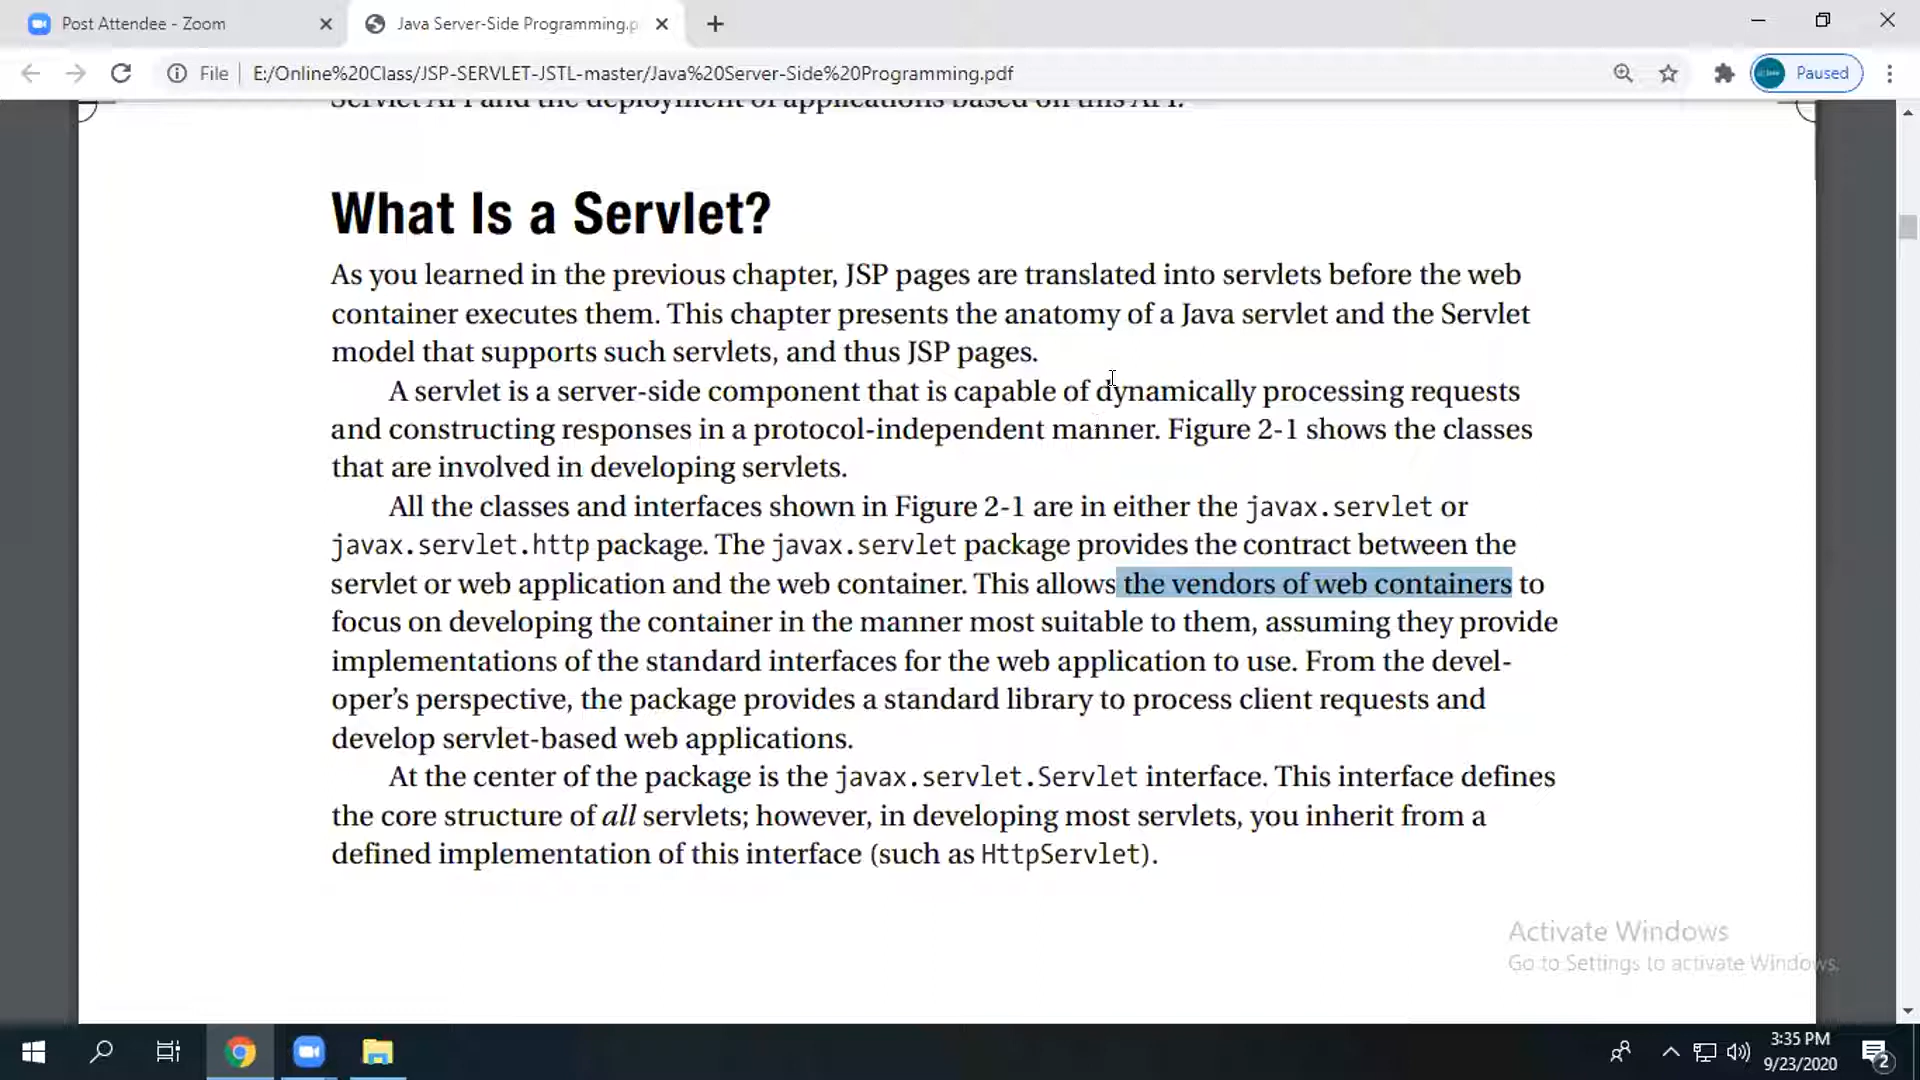 Post Attendee - Zoom
Java Server-Side Programming.p
File
E:/Online%20Class/JSP-SERVLET-JSTL-master/Java%20Server-Side%20Programming.pdf
Paused
Servlet API and the deployment of applications based on this API.
What Is a Servlet?
As you learned in the previous chapter, JSP pages are translated into servlets before the web
container executes them. This chapter presents the anatomy of a Java servlet and the Servlet
model that supports such servlets, and thus JSP pages.
A servlet is a server-side component that is capable of dynamically processing requests
and constructing responses in a protocol-independent manner. Figure 2-1 shows the classes
that are involved in developing servlets.
All the classes and interfaces shown in Figure 2-1 are in either the javax.servlet or
javax.servlet.http package. The javax.servlet package provides the contract between the
servlet or web application and the web container. This allows the vendors of web containers to
focus on developing the container in the manner most suitable to them, assuming they provide
implementations of the standard interfaces for the web application to use. From the devel-
oper’s perspective, the package provides a standard library to process client requests and
develop servlet-based web applications.
At the center of the package is the javax.servlet.Servlet interface. This interface defines
the core structure of all servlets; however, in developing most servlets, you inherit from a
defined implementation of this interface (such as HttpServlet).
Activate Windows
Go to Settings to activate Windows.
3:35 PM
9/23/2020
2